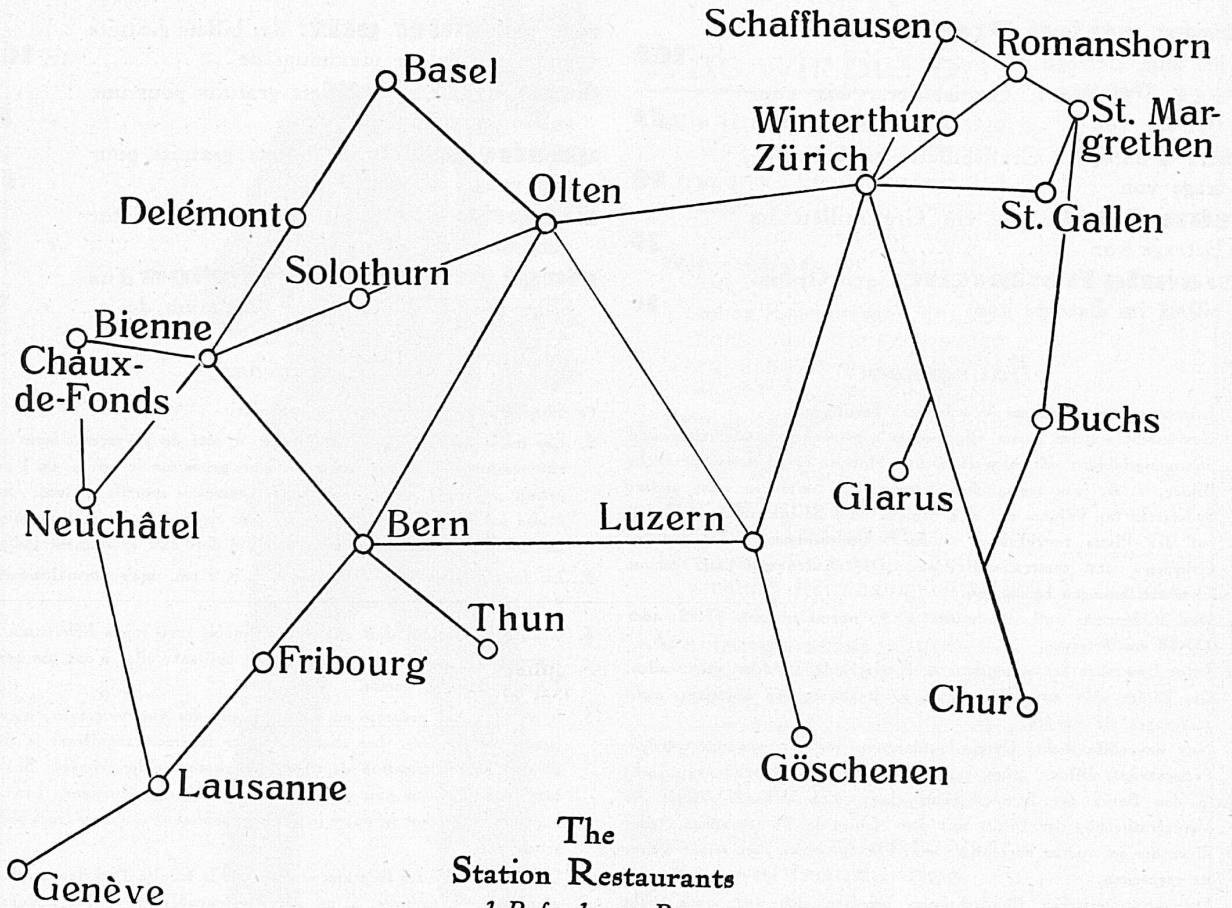 Schaffhausen
Romanshorn
Basel
St. Mar-
grethen
Winterthur
Zürich
Olten
Delémont
St. Gallen
Solothurn
Bienne
Chaux-
de-Fonds
Buchs
Glarus
Neuchâtel
Bern
Luzern
Thun
Fribourg
Chur
Göschenen
Lausanne
The
Station Restaurants
Genève